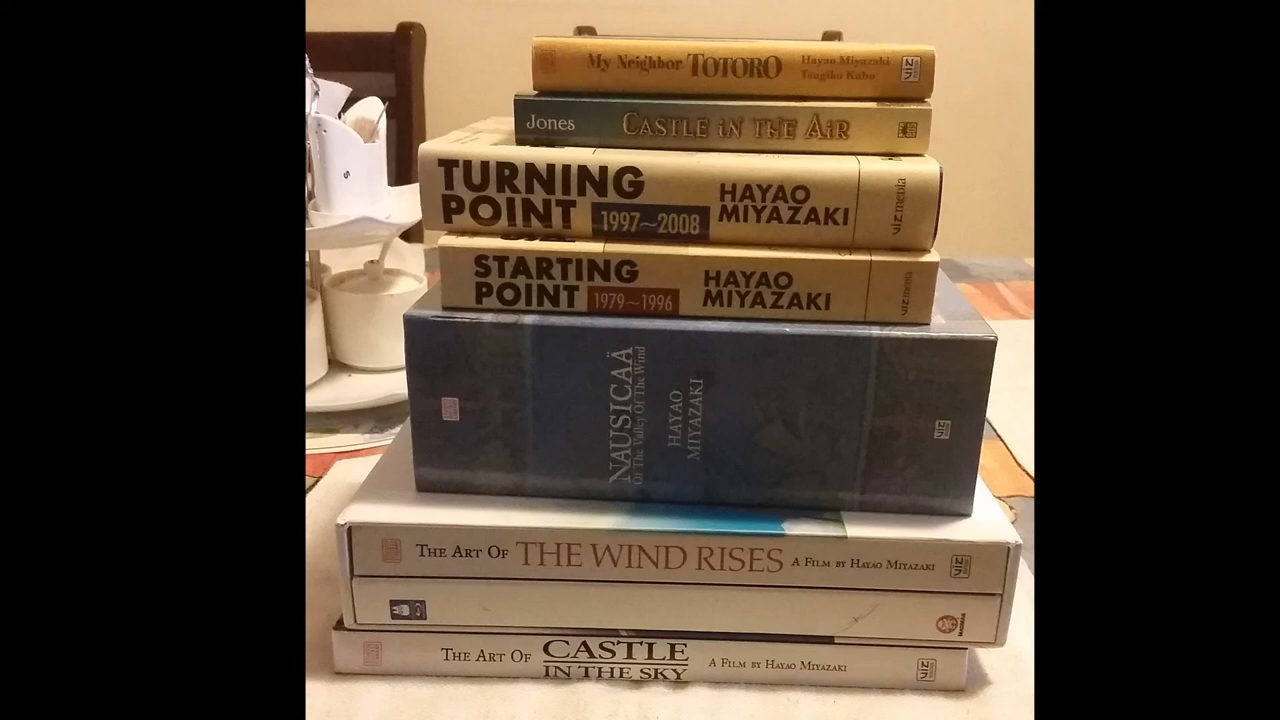 My Neighbor TOTORO
Hayao Miyazaki
Tsugiko Kubo
VIZ
Jones
CASTLE IN THE AIR
TURNING
POINT
1997~2008
HAYAO
MIYAZAKI
VIZ media
STARTING
POINT
1979~1996
HAYAO
MIYAZAKI
VIZ media
NAUSICAÄ
Of The Valley Of The Wind
HAYAO
MIYAZAKI
VIZ
THE ART OF THE WIND RISES A FILM BY HAYAO MIYAZAKI
VIZ
MADMAN
THE ART OF CASTLE
IN THE SKY
A FILM BY HAYAO MIYAZAKI
VIZ
S